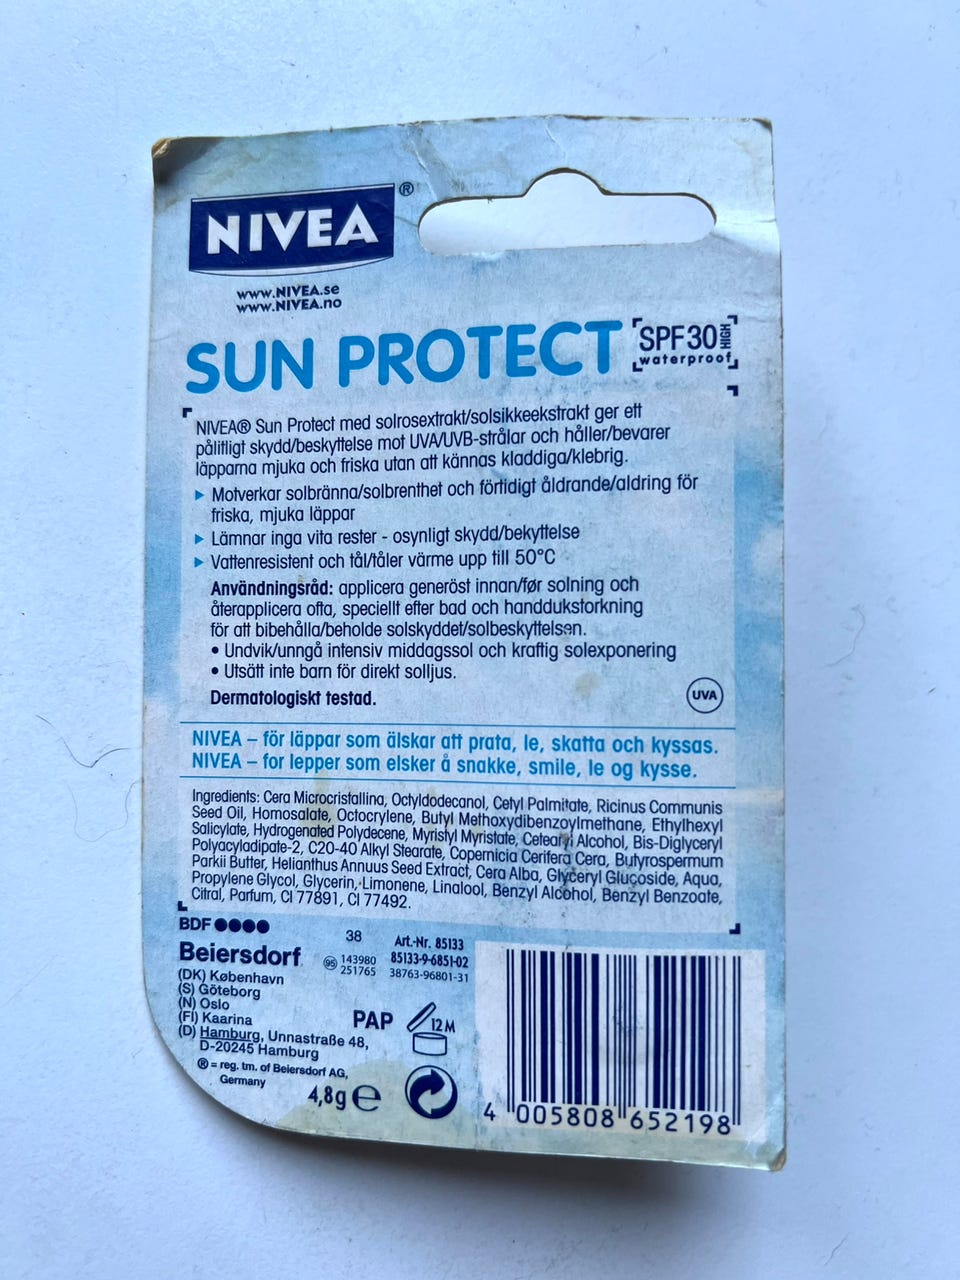 NIVEA®
www.NIVEA.se
www.NIVEA.no
SUN PROTECT
SPF30 HIGH
waterproof
NIVEA® Sun Protect med solrosextrakt/solsikkeekstrakt ger ett
pålitligt skydd/beskyttelse mot UVA/UVB-strålar och håller/bevarer
läpparna mjuka och friska utan att kännas kladdiga/klebrig.
▸ Motverkar solbränna/solbrenthet och förtidigt åldrande/aldring för
friska, mjuka läppar
▸ Lämnar inga vita rester - osynligt skydd/bekyttelse
▸ Vattenresistent och tål/tåler värme upp till 50°C
Användningsråd: applicera generöst innan/før solning och
återapplicera ofta, speciellt efter bad och handdukstorkning
för att bibehålla/beholde solskyddet/solbeskyttelsen.
• Undvik/unngå intensiv middagssol och kraftig solexponering
• Utsätt inte barn för direkt solljus.
Dermatologiskt testad.
UVA
NIVEA – för läppar som älskar att prata, le, skatta och kyssas.
NIVEA – for lepper som elsker å snakke, smile, le og kysse.
Ingredients: Cera Microcristallina, Octyldodecanol, Cetyl Palmitate, Ricinus Communis
Seed Oil, Homosalate, Octocrylene, Butyl Methoxydibenzoylmethane, Ethylhexyl
Salicylate, Hydrogenated Polydecene, Myristyl Myristate, Cetearyl Alcohol, Bis-Diglyceryl
Polyacyladipate-2, C20-40 Alkyl Stearate, Copernicia Cerifera Cera, Butyrospermum
Parkii Butter, Helianthus Annuus Seed Extract, Cera Alba, Glyceryl Glucoside, Aqua,
Propylene Glycol, Glycerin, Limonene, Linalool, Benzyl Alcohol, Benzyl Benzoate,
Citral, Parfum, CI 77891, CI 77492.
BDF●●●●
Beiersdorf
(DK) København
(S) Göteborg
(N) Oslo
(FI) Kaarina
(D) Hamburg, Unnastraße 48,
D-20245 Hamburg
® = reg. tm. of Beiersdorf AG,
Germany
38
95 143980
251765
Art.-Nr. 85133
85133-9-6851-02
38763-96801-31
PAP
12M
4,8g e
4 005808 652198